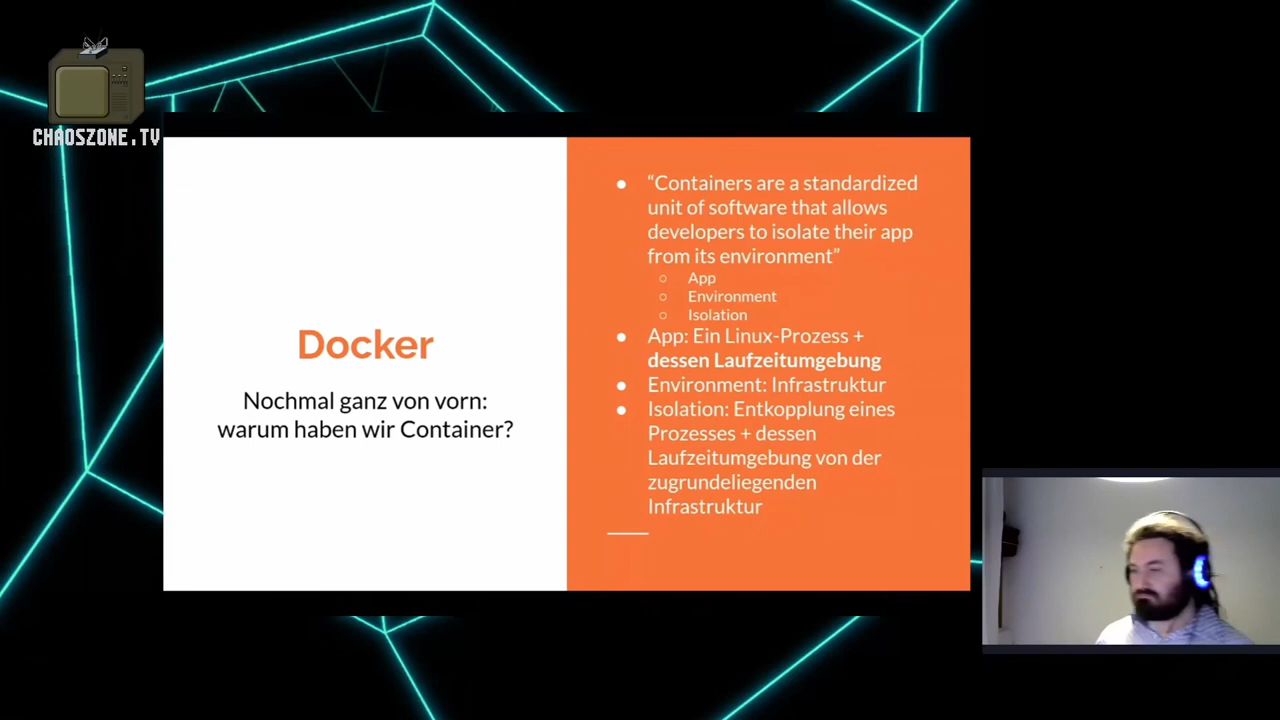 CHAOSZONE.TV
Docker
Nochmal ganz von vorn:
warum haben wir Container?
● “Containers are a standardized
unit of software that allows
developers to isolate their app
from its environment”
○ App
○ Environment
○ Isolation
● App: Ein Linux-Prozess +
dessen Laufzeitumgebung
● Environment: Infrastruktur
● Isolation: Entkopplung eines
Prozesses + dessen
Laufzeitumgebung von der
zugrundeliegenden
Infrastruktur